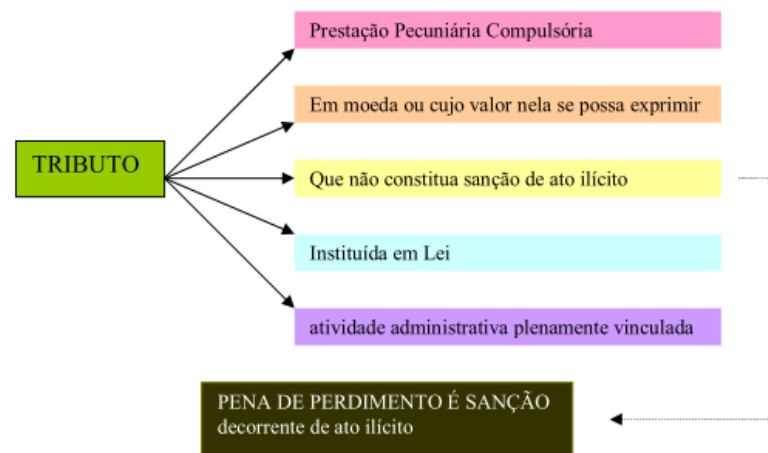 Prestação Pecuniária Compulsória
Em moeda ou cujo valor nela se possa exprimir
TRIBUTO
Que não constitua sanção de ato ilícito
Instituída em Lei
atividade administrativa plenamente vinculada
PENA DE PERDIMENTO É SANÇÃO
decorrente de ato ilícito